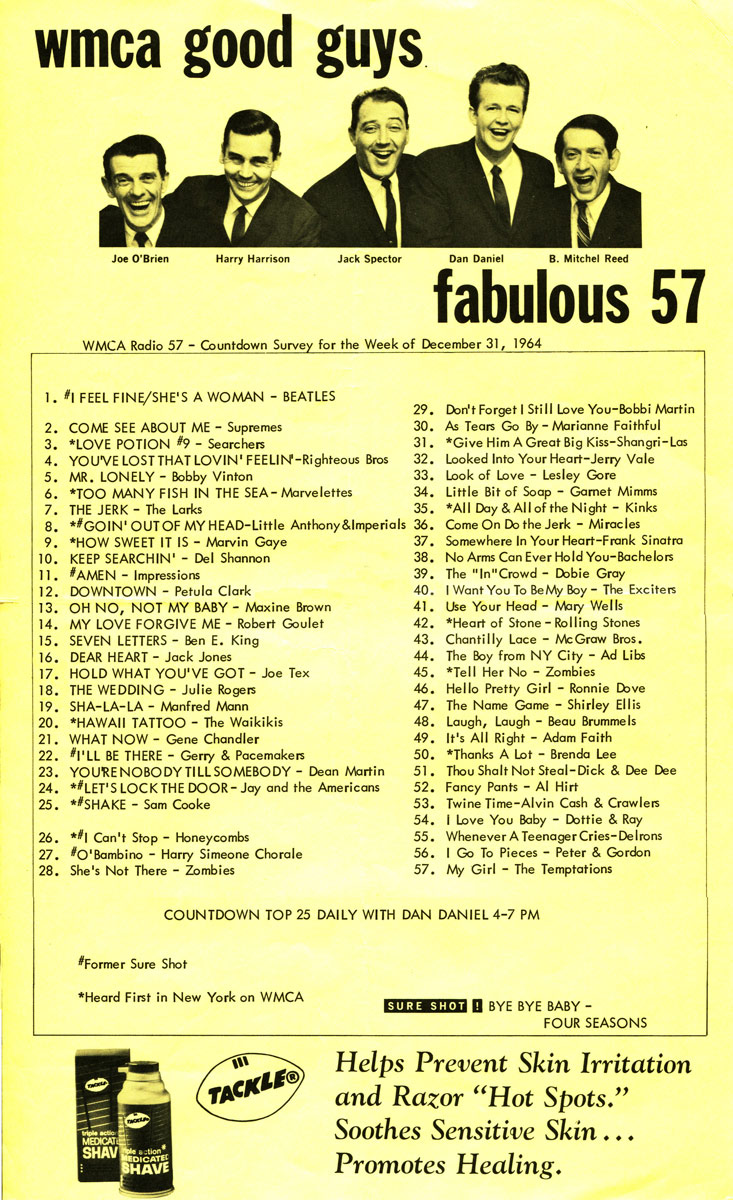 wmca good guys
Joe O'Brien Harry Harrison Jack Spector Dan Daniel B. Mitchel Reed
fabulous 57
WMCA Radio 57 - Countdown Survey for the Week of December 31, 1964
1. #I FEEL FINE/SHE'S A WOMAN - BEATLES
2. COME SEE ABOUT ME - Supremes
3. *LOVE POTION #9 - Searchers
4. YOU'VE LOST THAT LOVIN' FEELIN'-Righteous Bros
5. MR. LONELY - Bobby Vinton
6. *TOO MANY FISH IN THE SEA - Marvelettes
7. THE JERK - The Larks
8. *#GOIN' OUT OF MY HEAD-Little Anthony & Imperials
9. *HOW SWEET IT IS - Marvin Gaye
10. KEEP SEARCHIN' - Del Shannon
11. #AMEN - Impressions
12. DOWNTOWN - Petula Clark
13. OH NO, NOT MY BABY - Maxine Brown
14. MY LOVE FORGIVE ME - Robert Goulet
15. SEVEN LETTERS - Ben E. King
16. DEAR HEART - Jack Jones
17. HOLD WHAT YOU'VE GOT - Joe Tex
18. THE WEDDING - Julie Rogers
19. SHA-LA-LA - Manfred Mann
20. *HAWAII TATTOO - The Waikikis
21. WHAT NOW - Gene Chandler
22. #I'LL BE THERE - Gerry & Pacemakers
23. YOU'RE NOBODY TILL SOMEBODY - Dean Martin
24. *#LET'S LOCK THE DOOR - Jay and the Americans
25. *#SHAKE - Sam Cooke
26. *#I Can't Stop - Honeycombs
27. #O'Bambino - Harry Simeone Chorale
28. She's Not There - Zombies
29. Don't Forget I Still Love You-Bobbi Martin
30. As Tears Go By - Marianne Faithful
31. *Give Him A Great Big Kiss-Shangri-Las
32. Looked Into Your Heart-Jerry Vale
33. Look of Love - Lesley Gore
34. Little Bit of Soap - Garnet Mimms
35. *All Day & All of the Night - Kinks
36. Come On Do the Jerk - Miracles
37. Somewhere In Your Heart-Frank Sinatra
38. No Arms Can Ever Hold You-Bachelors
39. The "In" Crowd - Dobie Gray
40. I Want You To Be My Boy - The Exciters
41. Use Your Head - Mary Wells
42. *Heart of Stone - Rolling Stones
43. Chantilly Lace - McGraw Bros.
44. The Boy from NY City - Ad Libs
45. *Tell Her No - Zombies
46. Hello Pretty Girl - Ronnie Dove
47. The Name Game - Shirley Ellis
48. Laugh, Laugh - Beau Brummels
49. It's All Right - Adam Faith
50. *Thanks A Lot - Brenda Lee
51. Thou Shalt Not Steal-Dick & Dee Dee
52. Fancy Pants - Al Hirt
53. Twine Time-Alvin Cash & Crawlers
54. I Love You Baby - Dottie & Ray
55. Whenever A Teenager Cries-Delrons
56. I Go To Pieces - Peter & Gordon
57. My Girl - The Temptations
COUNTDOWN TOP 25 DAILY WITH DAN DANIEL 4-7 PM
#Former Sure Shot
*Heard First in New York on WMCA
SURE SHOT ! BYE BYE BABY -
FOUR SEASONS
TACKLE
triple action
MEDICATED
SHAV
TACKLE
triple action*
MEDICATED
SHAVE
TACKLE®
Helps Prevent Skin Irritation
and Razor "Hot Spots."
Soothes Sensitive Skin...
Promotes Healing.